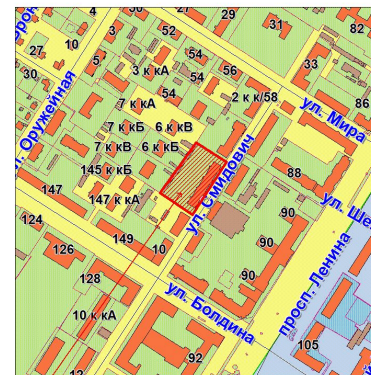 4
52
27
29
31
82
27
10
3
54
30
5
3 к кА
54
56
33
7 к кА
54
2 к к/58
86
ул. Мира
л. Оружейная
7 к кБ
6 к кВ
7 к кВ
6 к кБ
145 к кБ
ул. Смидович
88
147
147 к кА
ул. Ше
124
90
126
149
10
90
просп. Ленина
128
90
ул. Болдина
10 к кА
105
92
12